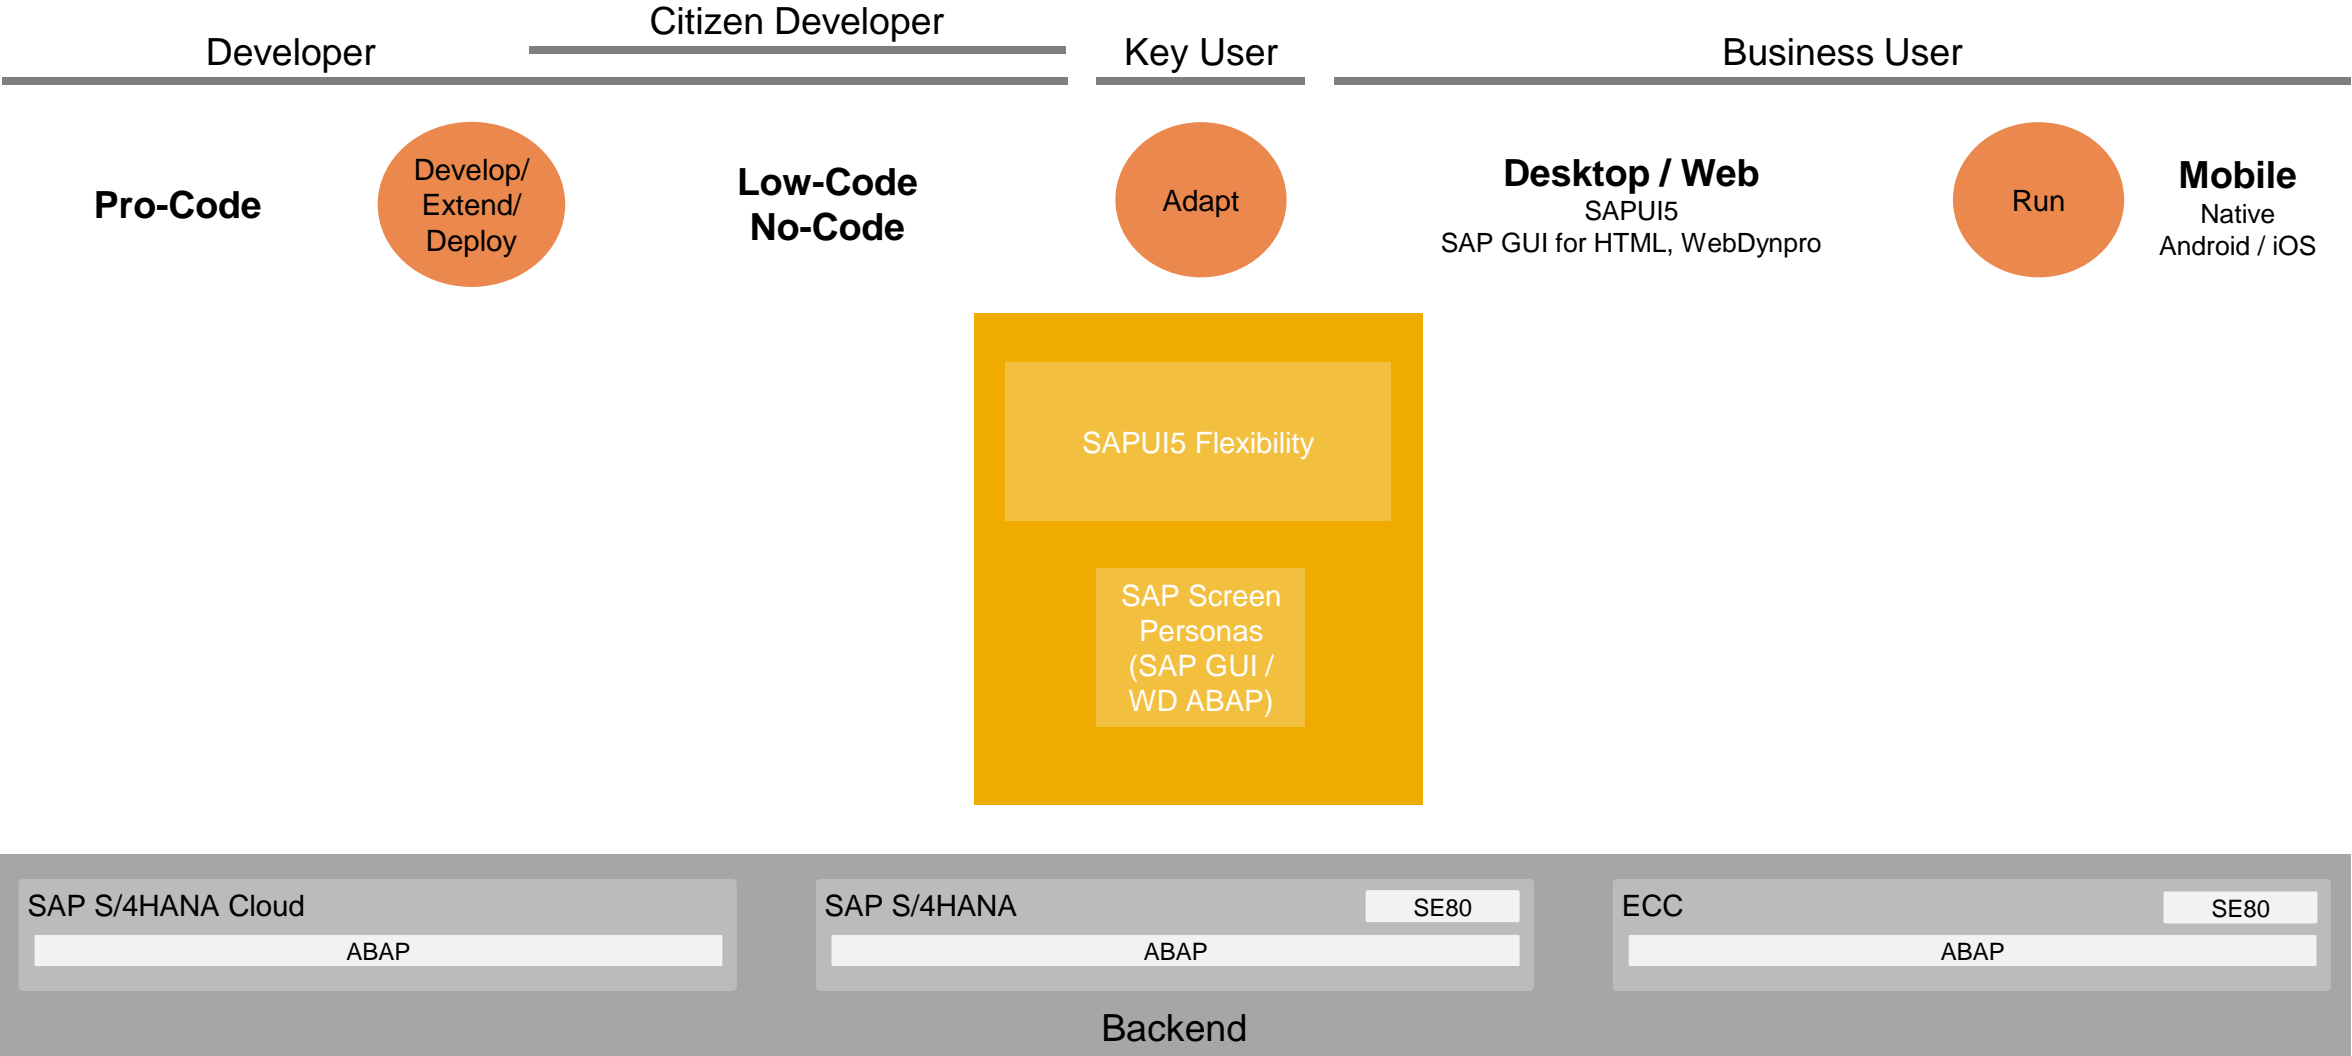 Citizen Developer
Developer
Key User
Business User
Pro-Code
Develop/
Extend/
Deploy
Low-Code
No-Code
Adapt
Desktop / Web
SAPUI5
SAP GUI for HTML, WebDynpro
Run
Mobile
Native
Android / iOS
SAPUI5 Flexibility
SAP Screen
Personas
(SAP GUI /
WD ABAP)
SAP S/4HANA Cloud
ABAP
SAP S/4HANA
SE80
ABAP
ECC
SE80
ABAP
Backend